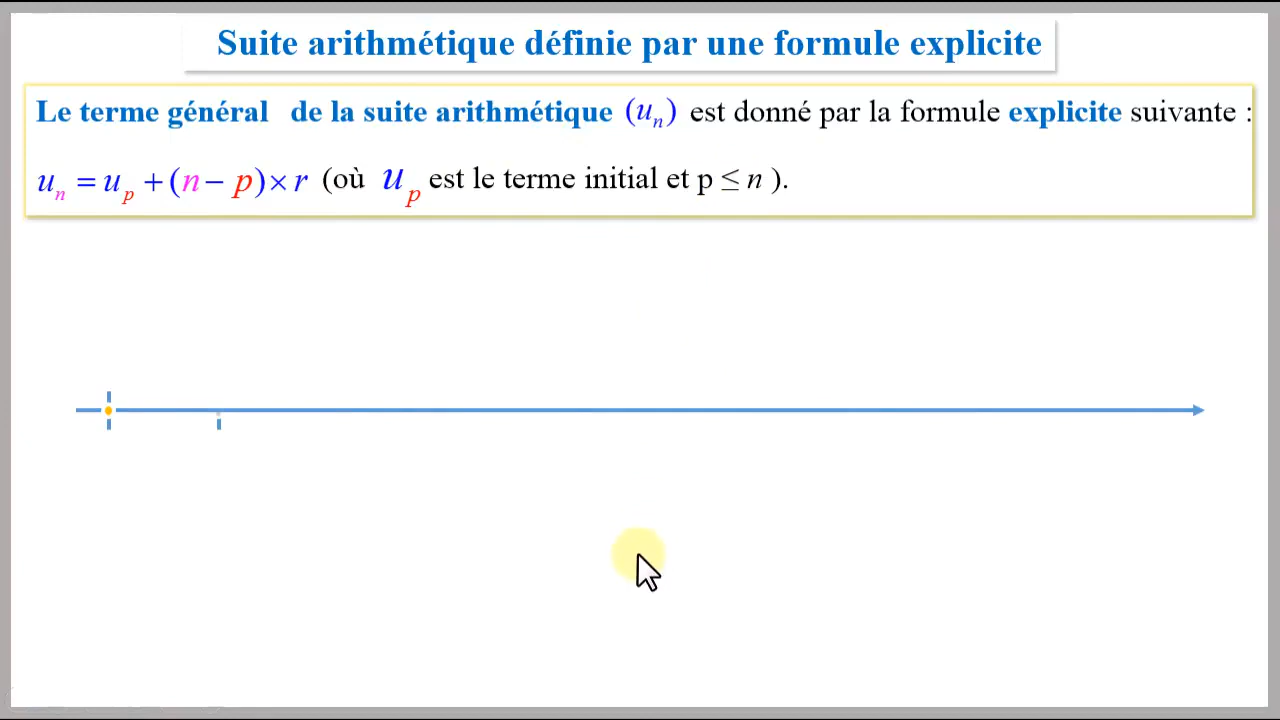 Suite arithmétique définie par une formule explicite
Le terme général de la suite arithmétique (uₙ) est donné par la formule explicite suivante :
uₙ = uₚ + (n − p) × r (où uₚ est le terme initial et p ≤ n ).